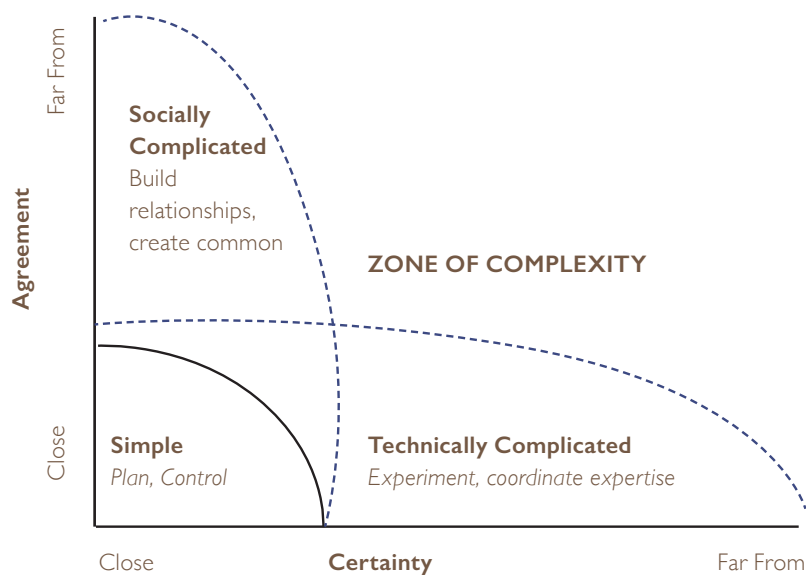 Far From
Agreement
Close
Socially
Complicated
Build
relationships,
create common
ZONE OF COMPLEXITY
Simple
Plan, Control
Technically Complicated
Experiment, coordinate expertise
Close
Certainty
Far From